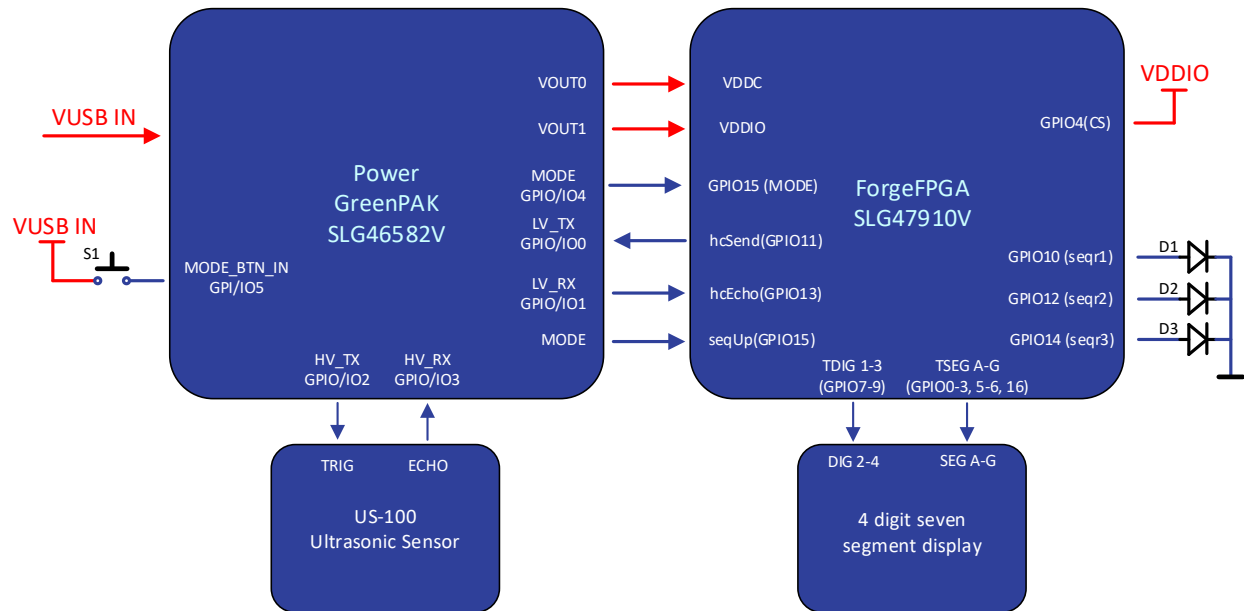 VUSB IN
VUSB IN
S1
Power
GreenPAK
SLG46582V
MODE_BTN_IN
GPI/IO5
VOUT0
VOUT1
MODE
GPIO/IO4
LV_TX
GPIO/IO0
LV_RX
GPIO/IO1
MODE
HV_TX
GPIO/IO2
HV_RX
GPIO/IO3
VDDC
VDDIO
GPIO15 (MODE)
hcSend(GPIO11)
hcEcho(GPIO13)
seqUp(GPIO15)
ForgeFPGA
SLG47910V
GPIO4(CS)
VDDIO
GPIO10 (seqr1)
GPIO12 (seqr2)
GPIO14 (seqr3)
D1
D2
D3
TDIG 1-3
(GPIO7-9)
TSEG A-G
(GPIO0-3, 5-6, 16)
TRIG
ECHO
US-100
Ultrasonic Sensor
DIG 2-4
SEG A-G
4 digit seven
segment display